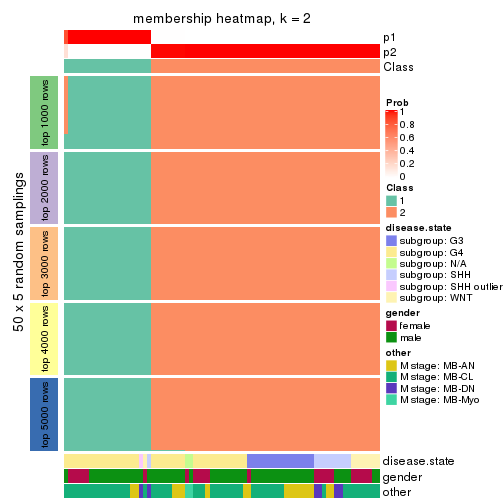 membership heatmap, k = 2
p1
p2
Class
50 x 5 random samplings
top 1000 rows
top 2000 rows
top 3000 rows
top 4000 rows
top 5000 rows
disease.state
gender
other
Prob
1
0.8
0.6
0.4
0.2
0
Class
1
2
disease.state
subgroup: G3
subgroup: G4
subgroup: N/A
subgroup: SHH
subgroup: SHH outlier
subgroup: WNT
gender
female
male
other
M stage: MB-AN
M stage: MB-CL
M stage: MB-DN
M stage: MB-Myo